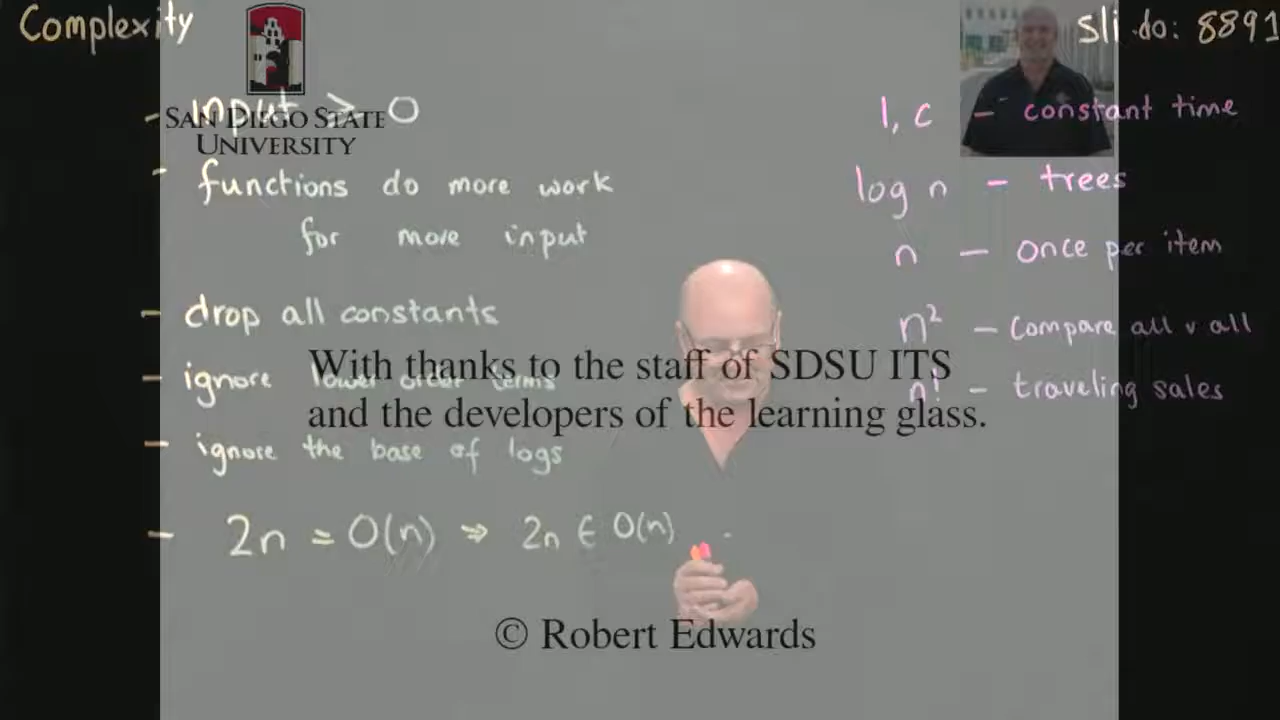 Complexity
Sli.do: 8891
SAN DIEGO STATE
UNIVERSITY
- input ≥ 0
- functions do more work
for more input
- drop all constants
- ignore lower order terms
- ignore the base of logs
- 2n = O(n) ⇒ 2n ∈ O(n)
1, c - constant time
log n - trees
n - once per item
n² - Compare all v all
n! - traveling sales
With thanks to the staff of SDSU ITS
and the developers of the learning glass.
© Robert Edwards